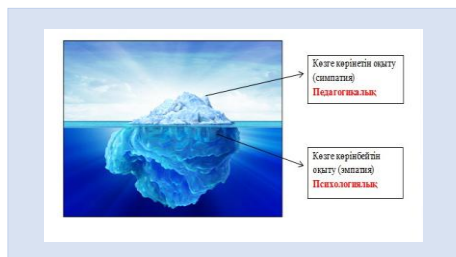 Көзге көрінетін оқыту
(симпатия)
Педагогикалық
Көзге көрінбейтін
оқыту (эмпатия)
Психологиялық